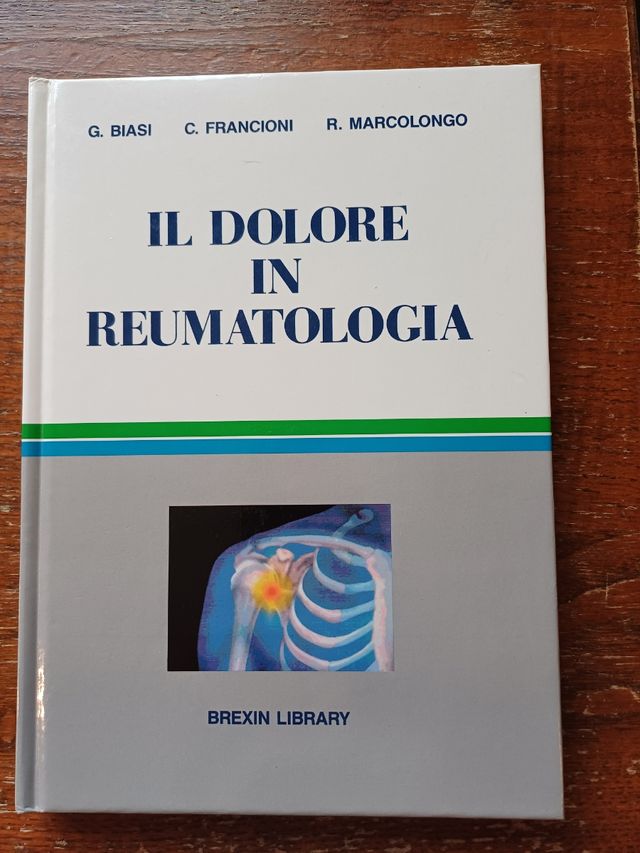 G. BIASI C. FRANCIONI R. MARCOLONGO
IL DOLORE
IN
REUMATOLOGIA
BREXIN LIBRARY